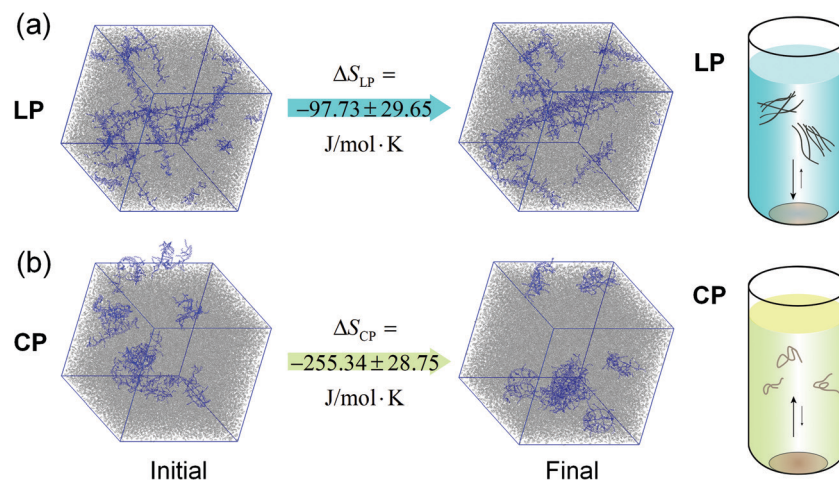 (a)
LP
ΔS_LP =
−97.73±29.65
J/mol·K
LP
(b)
CP
ΔS_CP =
−255.34±28.75
J/mol·K
CP
Initial
Final